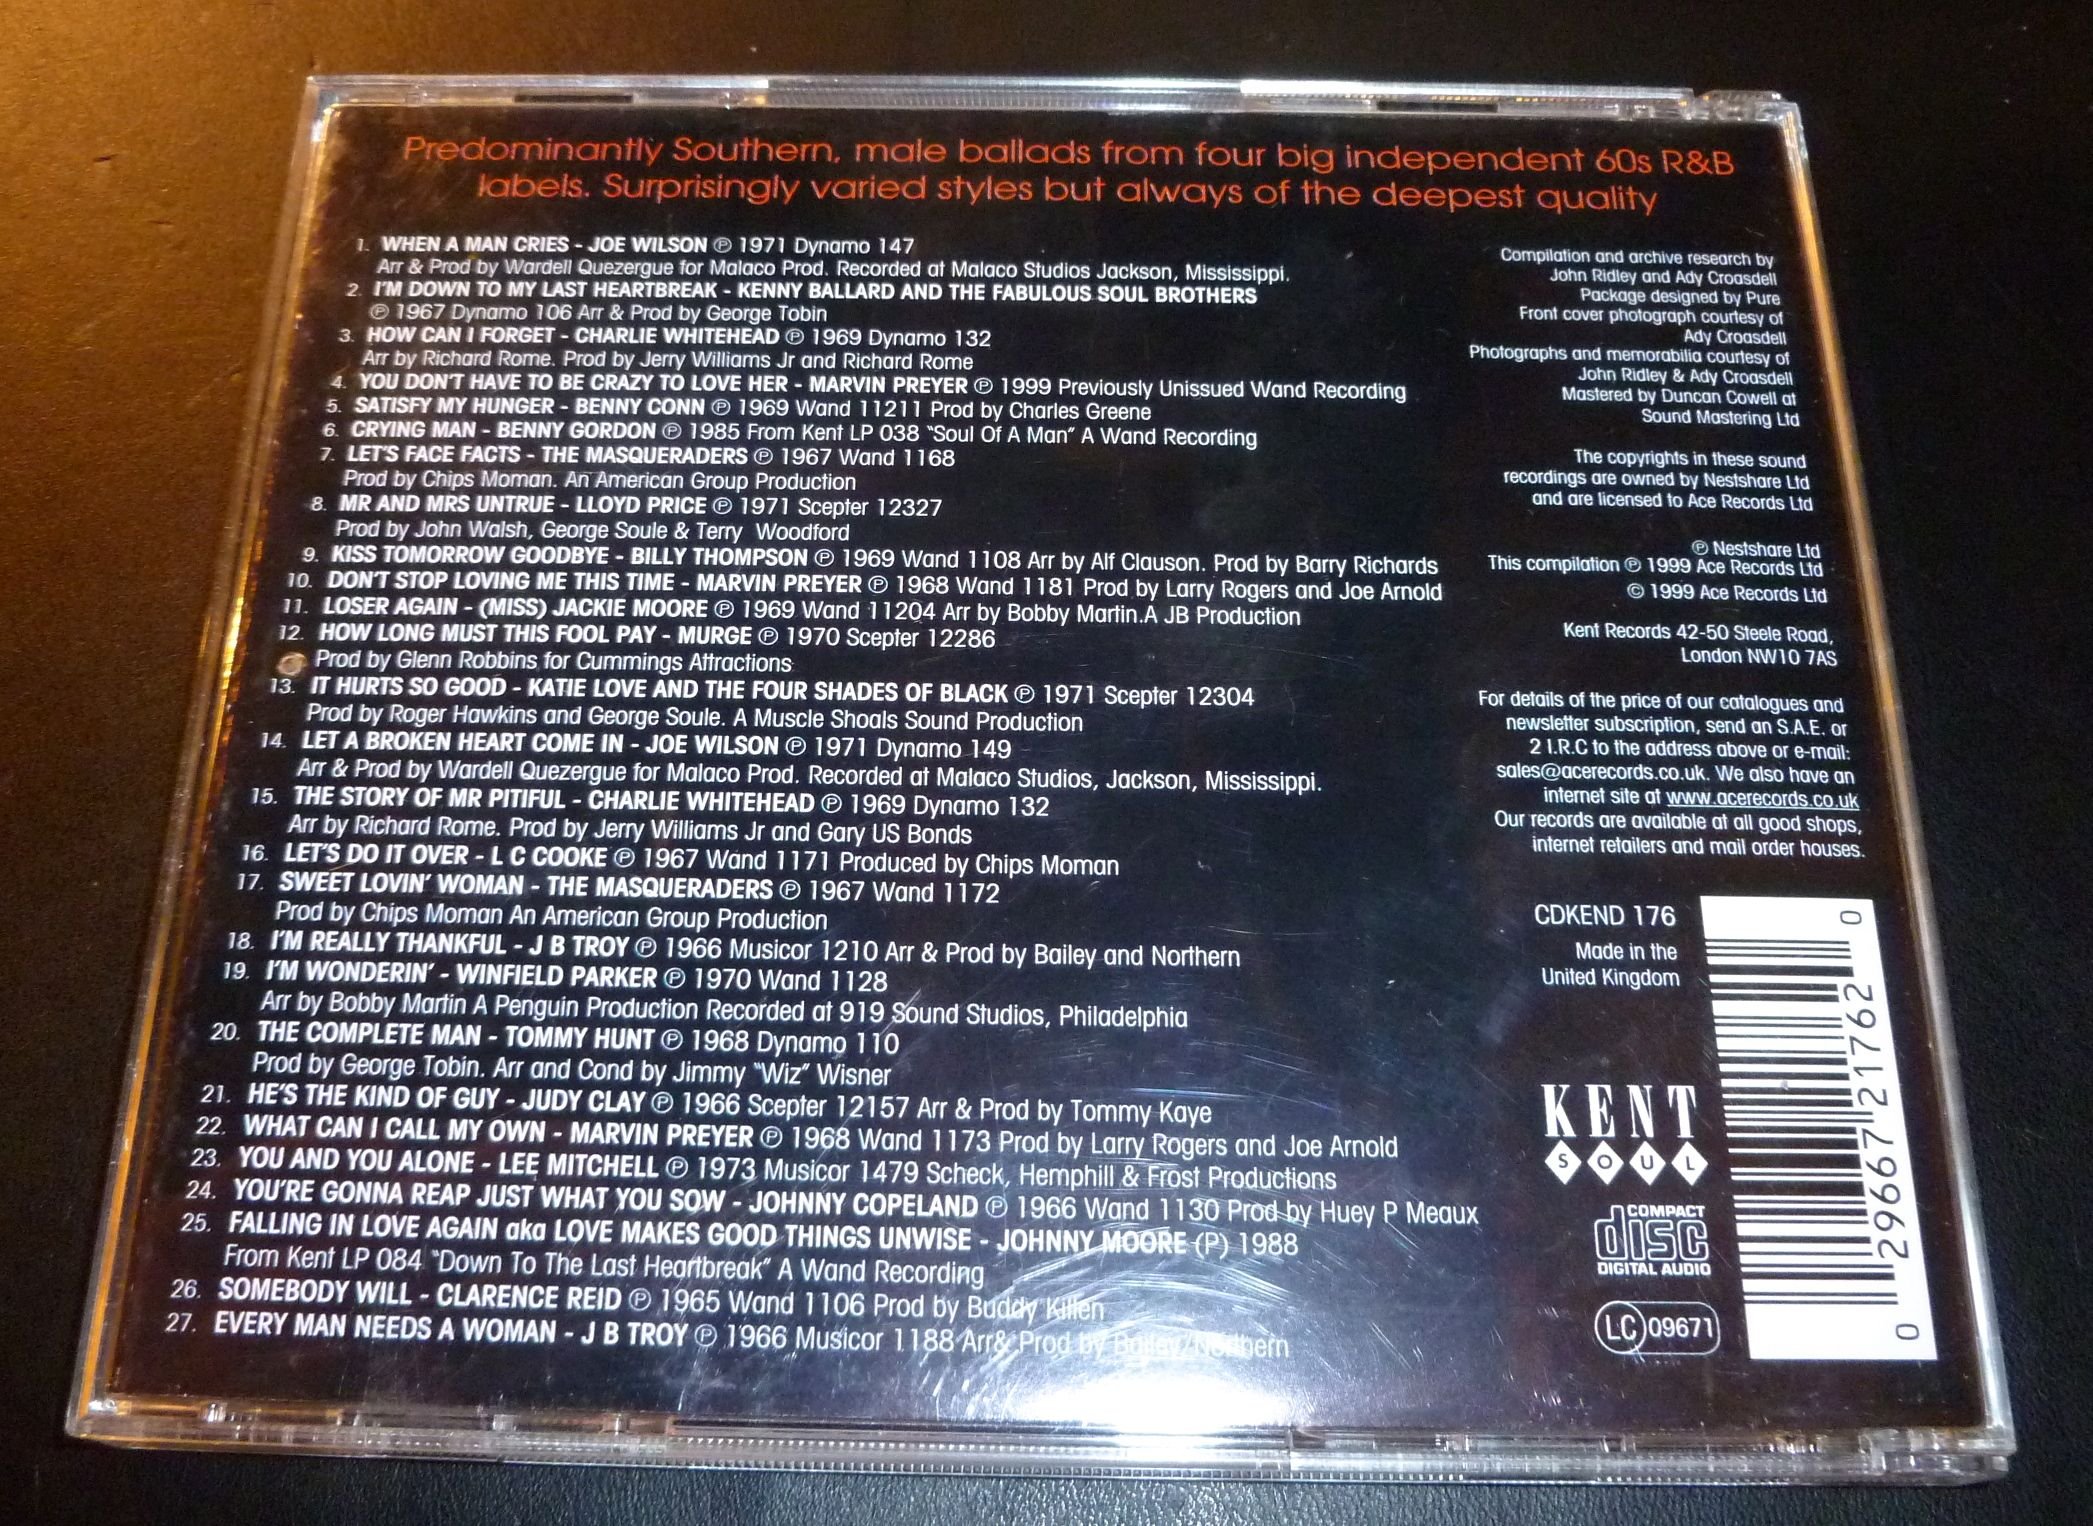 Predominantly Southern, male ballads from four big independent 60s R&B
labels. Surprisingly varied styles but always of the deepest quality
1. WHEN A MAN CRIES - JOE WILSON ℗ 1971 Dynamo 147
Arr & Prod by Wardell Quezergue for Malaco Prod. Recorded at Malaco Studios Jackson, Mississippi.
2. I'M DOWN TO MY LAST HEARTBREAK - KENNY BALLARD AND THE FABULOUS SOUL BROTHERS
℗ 1967 Dynamo 106 Arr & Prod by George Tobin
3. HOW CAN I FORGET - CHARLIE WHITEHEAD ℗ 1969 Dynamo 132
Arr by Richard Rome. Prod by Jerry Williams Jr and Richard Rome
4. YOU DON'T HAVE TO BE CRAZY TO LOVE HER - MARVIN PREYER ℗ 1999 Previously Unissued Wand Recording
5. SATISFY MY HUNGER - BENNY CONN ℗ 1969 Wand 11211 Prod by Charles Greene
6. CRYING MAN - BENNY GORDON ℗ 1985 From Kent LP 038 "Soul Of A Man" A Wand Recording
7. LET'S FACE FACTS - THE MASQUERADERS ℗ 1967 Wand 1168
Prod by Chips Moman. An American Group Production
8. MR AND MRS UNTRUE - LLOYD PRICE ℗ 1971 Scepter 12327
Prod by John Walsh, George Soule & Terry Woodford
9. KISS TOMORROW GOODBYE - BILLY THOMPSON ℗ 1969 Wand 1108 Arr by Alf Clauson. Prod by Barry Richards
10. DON'T STOP LOVING ME THIS TIME - MARVIN PREYER ℗ 1968 Wand 1181 Prod by Larry Rogers and Joe Arnold
11. LOSER AGAIN - (MISS) JACKIE MOORE ℗ 1969 Wand 11204 Arr by Bobby Martin.A JB Production
12. HOW LONG MUST THIS FOOL PAY - MURGE ℗ 1970 Scepter 12286
Prod by Glenn Robbins for Cummings Attractions
13. IT HURTS SO GOOD - KATIE LOVE AND THE FOUR SHADES OF BLACK ℗ 1971 Scepter 12304
Prod by Roger Hawkins and George Soule. A Muscle Shoals Sound Production
14. LET A BROKEN HEART COME IN - JOE WILSON ℗ 1971 Dynamo 149
Arr & Prod by Wardell Quezergue for Malaco Prod. Recorded at Malaco Studios, Jackson, Mississippi.
15. THE STORY OF MR PITIFUL - CHARLIE WHITEHEAD ℗ 1969 Dynamo 132
Arr by Richard Rome. Prod by Jerry Williams Jr and Gary US Bonds
16. LET'S DO IT OVER - L C COOKE ℗ 1967 Wand 1171 Produced by Chips Moman
17. SWEET LOVIN' WOMAN - THE MASQUERADERS ℗ 1967 Wand 1172
Prod by Chips Moman An American Group Production
18. I'M REALLY THANKFUL - J B TROY ℗ 1966 Musicor 1210 Arr & Prod by Bailey and Northern
19. I'M WONDERIN' - WINFIELD PARKER ℗ 1970 Wand 1128
Arr by Bobby Martin A Penguin Production Recorded at 919 Sound Studios, Philadelphia
20. THE COMPLETE MAN - TOMMY HUNT ℗ 1968 Dynamo 110
Prod by George Tobin. Arr and Cond by Jimmy "Wiz" Wisner
21. HE'S THE KIND OF GUY - JUDY CLAY ℗ 1966 Scepter 12157 Arr & Prod by Tommy Kaye
22. WHAT CAN I CALL MY OWN - MARVIN PREYER ℗ 1968 Wand 1173 Prod by Larry Rogers and Joe Arnold
23. YOU AND YOU ALONE - LEE MITCHELL ℗ 1973 Musicor 1479 Scheck, Hemphill & Frost Productions
24. YOU'RE GONNA REAP JUST WHAT YOU SOW - JOHNNY COPELAND ℗ 1966 Wand 1130 Prod by Huey P Meaux
25. FALLING IN LOVE AGAIN aka LOVE MAKES GOOD THINGS UNWISE - JOHNNY MOORE (P) 1988
From Kent LP 084 "Down To The Last Heartbreak" A Wand Recording
26. SOMEBODY WILL - CLARENCE REID ℗ 1965 Wand 1106 Prod by Buddy Killen
27. EVERY MAN NEEDS A WOMAN - J B TROY ℗ 1966 Musicor 1188 Arr& Prod by Bailey/Northern
Compilation and archive research by
John Ridley and Ady Croasdell
Package designed by Pure
Front cover photograph courtesy of
Ady Croasdell
Photographs and memorabilia courtesy of
John Ridley & Ady Croasdell
Mastered by Duncan Cowell at
Sound Mastering Ltd
The copyrights in these sound
recordings are owned by Nestshare Ltd
and are licensed to Ace Records Ltd
℗ Nestshare Ltd
This compilation ℗ 1999 Ace Records Ltd
© 1999 Ace Records Ltd
Kent Records 42-50 Steele Road,
London NW10 7AS
For details of the price of our catalogues and
newsletter subscription, send an S.A.E. or
2 I.R.C to the address above or e-mail:
sales@acerecords.co.uk. We also have an
internet site at www.acerecords.co.uk
Our records are available at all good shops,
internet retailers and mail order houses.
CDKEND 176
Made in the
United Kingdom
KENT
SOUL
COMPACT
disc
DIGITAL AUDIO
LC 09671
0 29667 21762 0